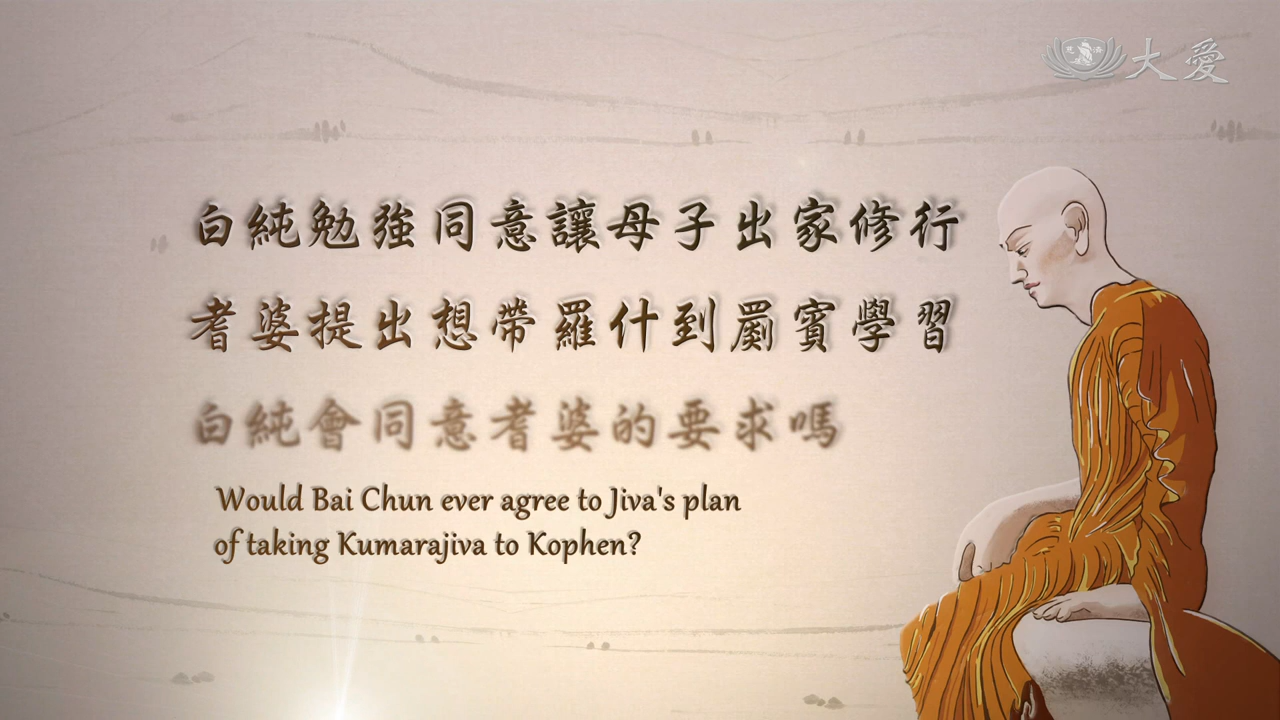 大愛
白純勉強同意讓母子出家修行
耆婆提出想帶羅什到罽賓學習
白純會同意耆婆的要求嗎
Would Bai Chun ever agree to Jiva's plan
of taking Kumarajiva to Kophen?